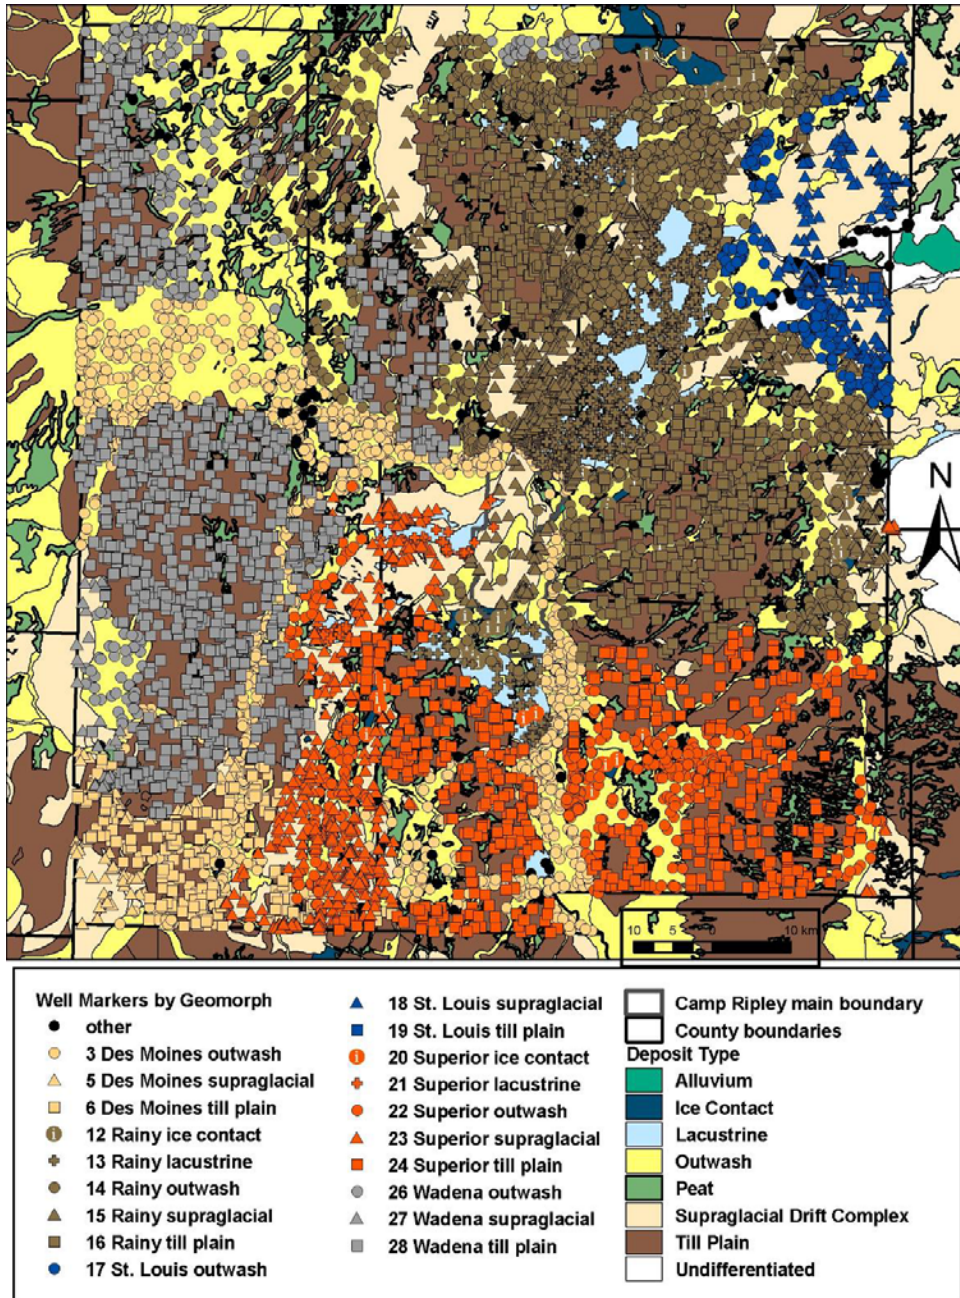 N
10 5 0 10 km
Well Markers by Geomorph
other
3 Des Moines outwash
5 Des Moines supraglacial
6 Des Moines till plain
12 Rainy ice contact
13 Rainy lacustrine
14 Rainy outwash
15 Rainy supraglacial
16 Rainy till plain
17 St. Louis outwash
18 St. Louis supraglacial
19 St. Louis till plain
20 Superior ice contact
21 Superior lacustrine
22 Superior outwash
23 Superior supraglacial
24 Superior till plain
26 Wadena outwash
27 Wadena supraglacial
28 Wadena till plain
Camp Ripley main boundary
County boundaries
Deposit Type
Alluvium
Ice Contact
Lacustrine
Outwash
Peat
Supraglacial Drift Complex
Till Plain
Undifferentiated